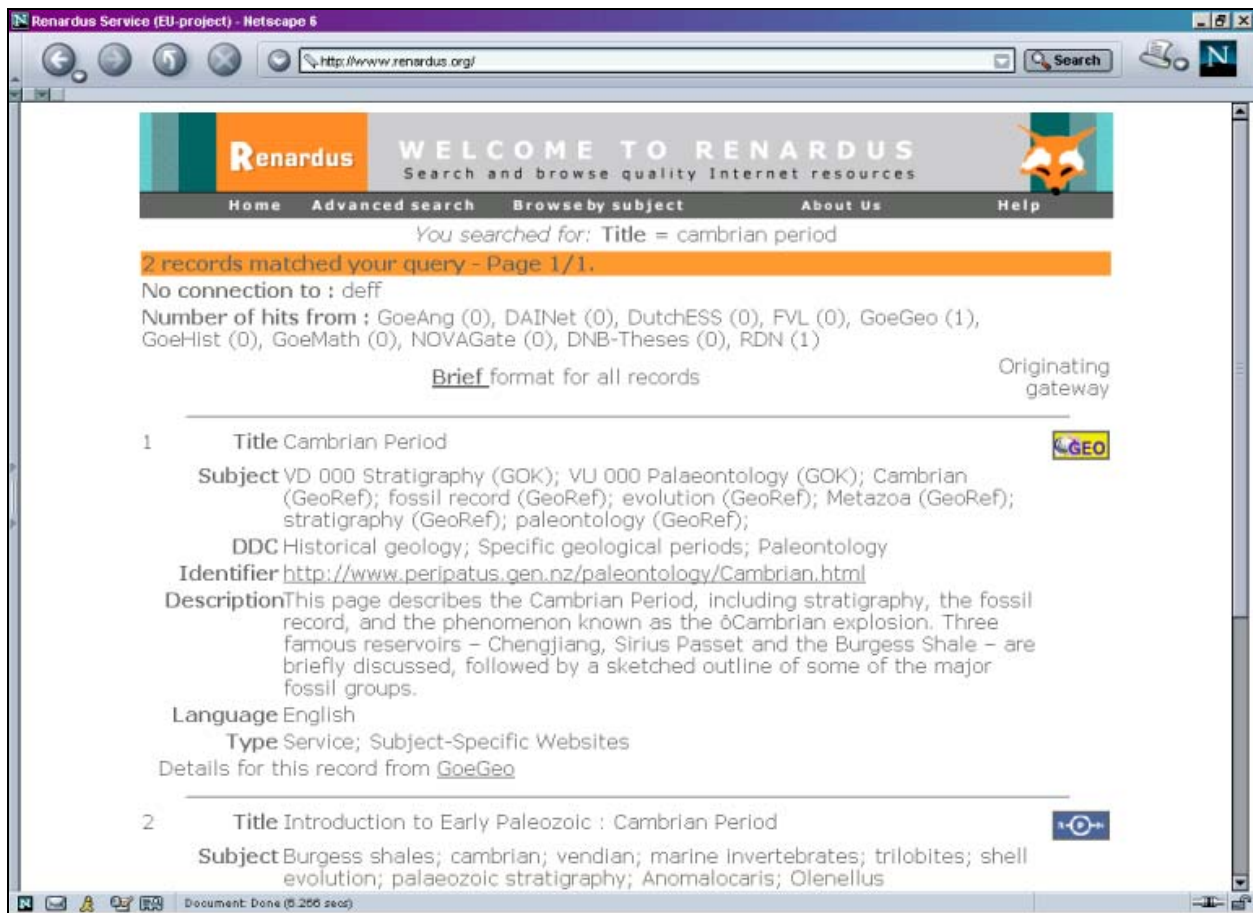 Renardus Service (EU-project) - Netscape 6
http://www.renardus.org/
Search
N
Renardus
WELCOME TO RENARDUS
Search and browse quality Internet resources
Home Advanced search Browse by subject About Us Help
You searched for: Title = cambrian period
2 records matched your query - Page 1/1.
No connection to : deff
Number of hits from : GoeAng (0), DAINet (0), DutchESS (0), FVL (0), GoeGeo (1),
GoeHist (0), GoeMath (0), NOVAGate (0), DNB-Theses (0), RDN (1)
Brief format for all records
Originating
gateway
1 Title Cambrian Period
GEO
Subject VD 000 Stratigraphy (GOK); VU 000 Palaeontology (GOK); Cambrian
(GeoRef); fossil record (GeoRef); evolution (GeoRef); Metazoa (GeoRef);
stratigraphy (GeoRef); paleontology (GeoRef);
DDC Historical geology; Specific geological periods; Paleontology
Identifier http://www.peripatus.gen.nz/paleontology/Cambrian.html
Description This page describes the Cambrian Period, including stratigraphy, the fossil
record, and the phenomenon known as the ôCambrian explosion. Three
famous reservoirs – Chengjiang, Sirius Passet and the Burgess Shale – are
briefly discussed, followed by a sketched outline of some of the major
fossil groups.
Language English
Type Service; Subject-Specific Websites
Details for this record from GoeGeo
2 Title Introduction to Early Paleozoic : Cambrian Period
Subject Burgess shales; cambrian; vendian; marine invertebrates; trilobites; shell
evolution; palaeozoic stratigraphy; Anomalocaris; Olenellus
Document: Done (6.266 secs)